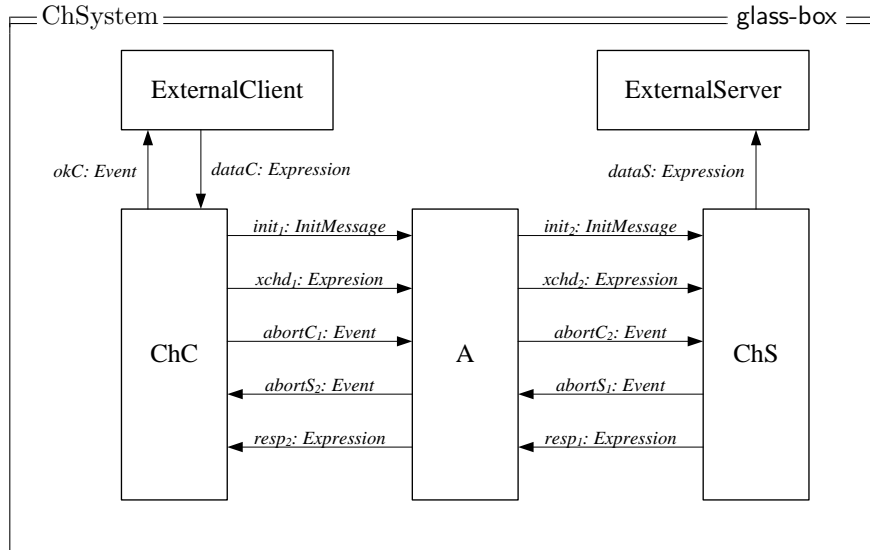 ChSystem glass-box
ExternalClient ExternalServer
okC: Event dataC: Expression dataS: Expression
init₁: InitMessage init₂: InitMessage
xchd₁: Expresion xchd₂: Expression
abortC₁: Event abortC₂: Event
ChC A ChS
abortS₂: Event abortS₁: Event
resp₂: Expression resp₁: Expression